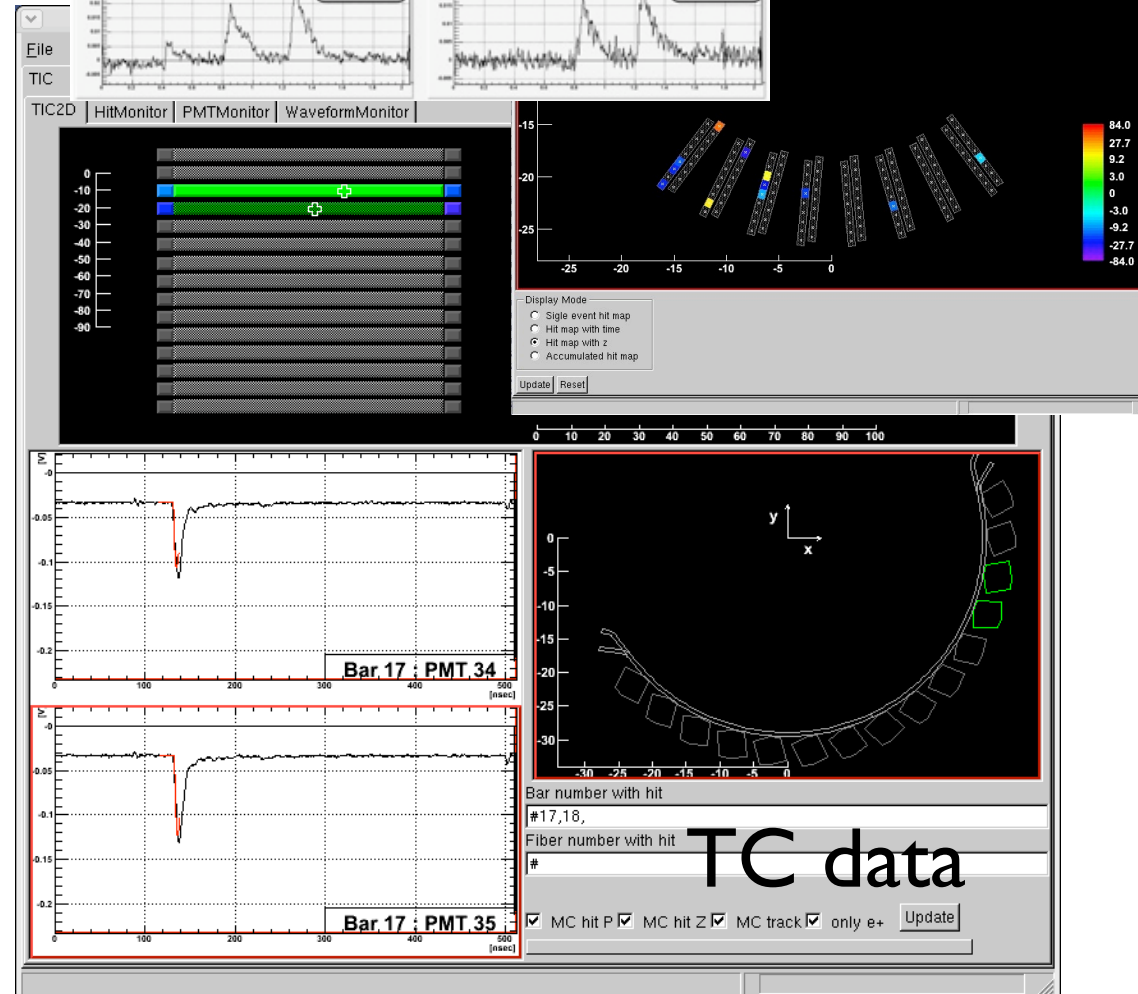 File
TIC
TIC2D HitMonitor PMTMonitor WaveformMonitor
0
-10
-20
-30
-40
-50
-60
-70
-80
-90
-15
-20
-25
-25 -20 -15 -10 -5 0
84.0
27.7
9.2
3.0
0
-3.0
-9.2
-27.7
-84.0
Display Mode
Sigle event hit map
Hit map with time
Hit map with z
Accumulated hit map
Update Reset
0 10 20 30 40 50 60 70 80 90 100
[V]
-0
-0.05
-0.1
-0.15
-0.2
Bar 17 : PMT 34
0 100 200 300 400 500
[nsec]
[V]
-0
-0.05
-0.1
-0.15
-0.2
Bar 17 : PMT 35
0 100 200 300 400 500
[nsec]
y
x
0
-5
-10
-15
-20
-25
-30
-30 -25 -20 -15 -10 -5 0
Bar number with hit
#17,18,
Fiber number with hit
#
TC data
MC hit P MC hit Z MC track only e+ Update